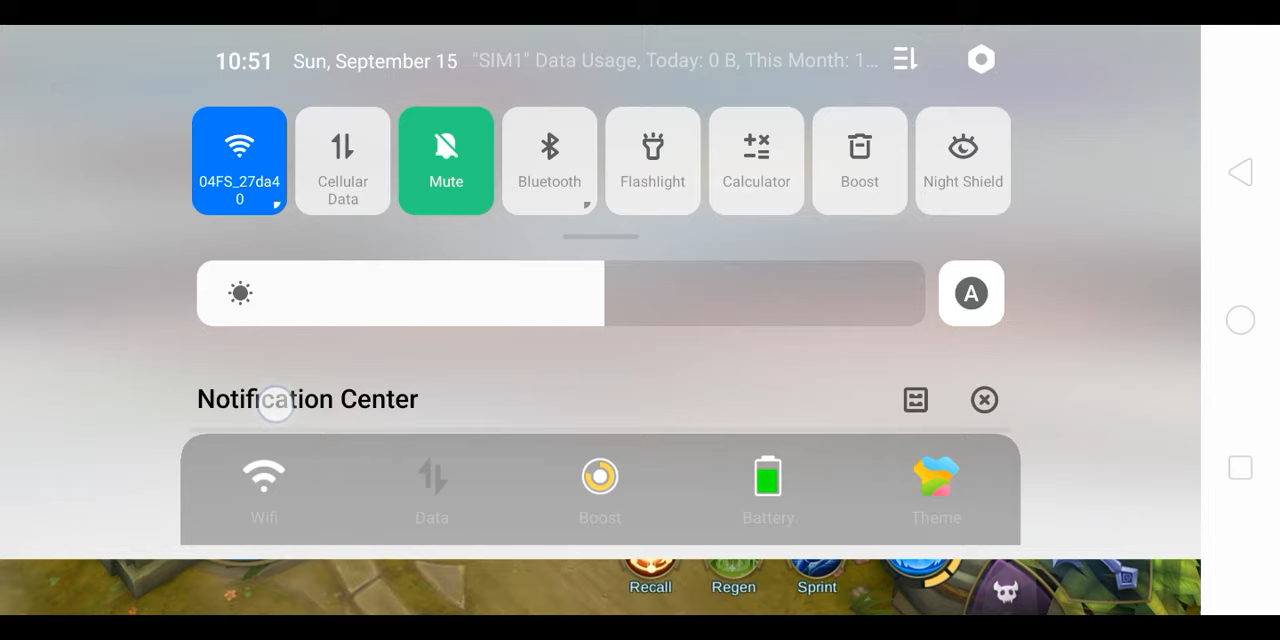 10:51 Sun, September 15 "SIM1" Data Usage, Today: 0 B, This Month: 1...
04FS_27da4
0
Cellular
Data
Mute
Bluetooth
Flashlight
Calculator
Boost
Night Shield
A
Notification Center
Wifi
Data
Boost
Battery
Theme
Recall
Regen
Sprint